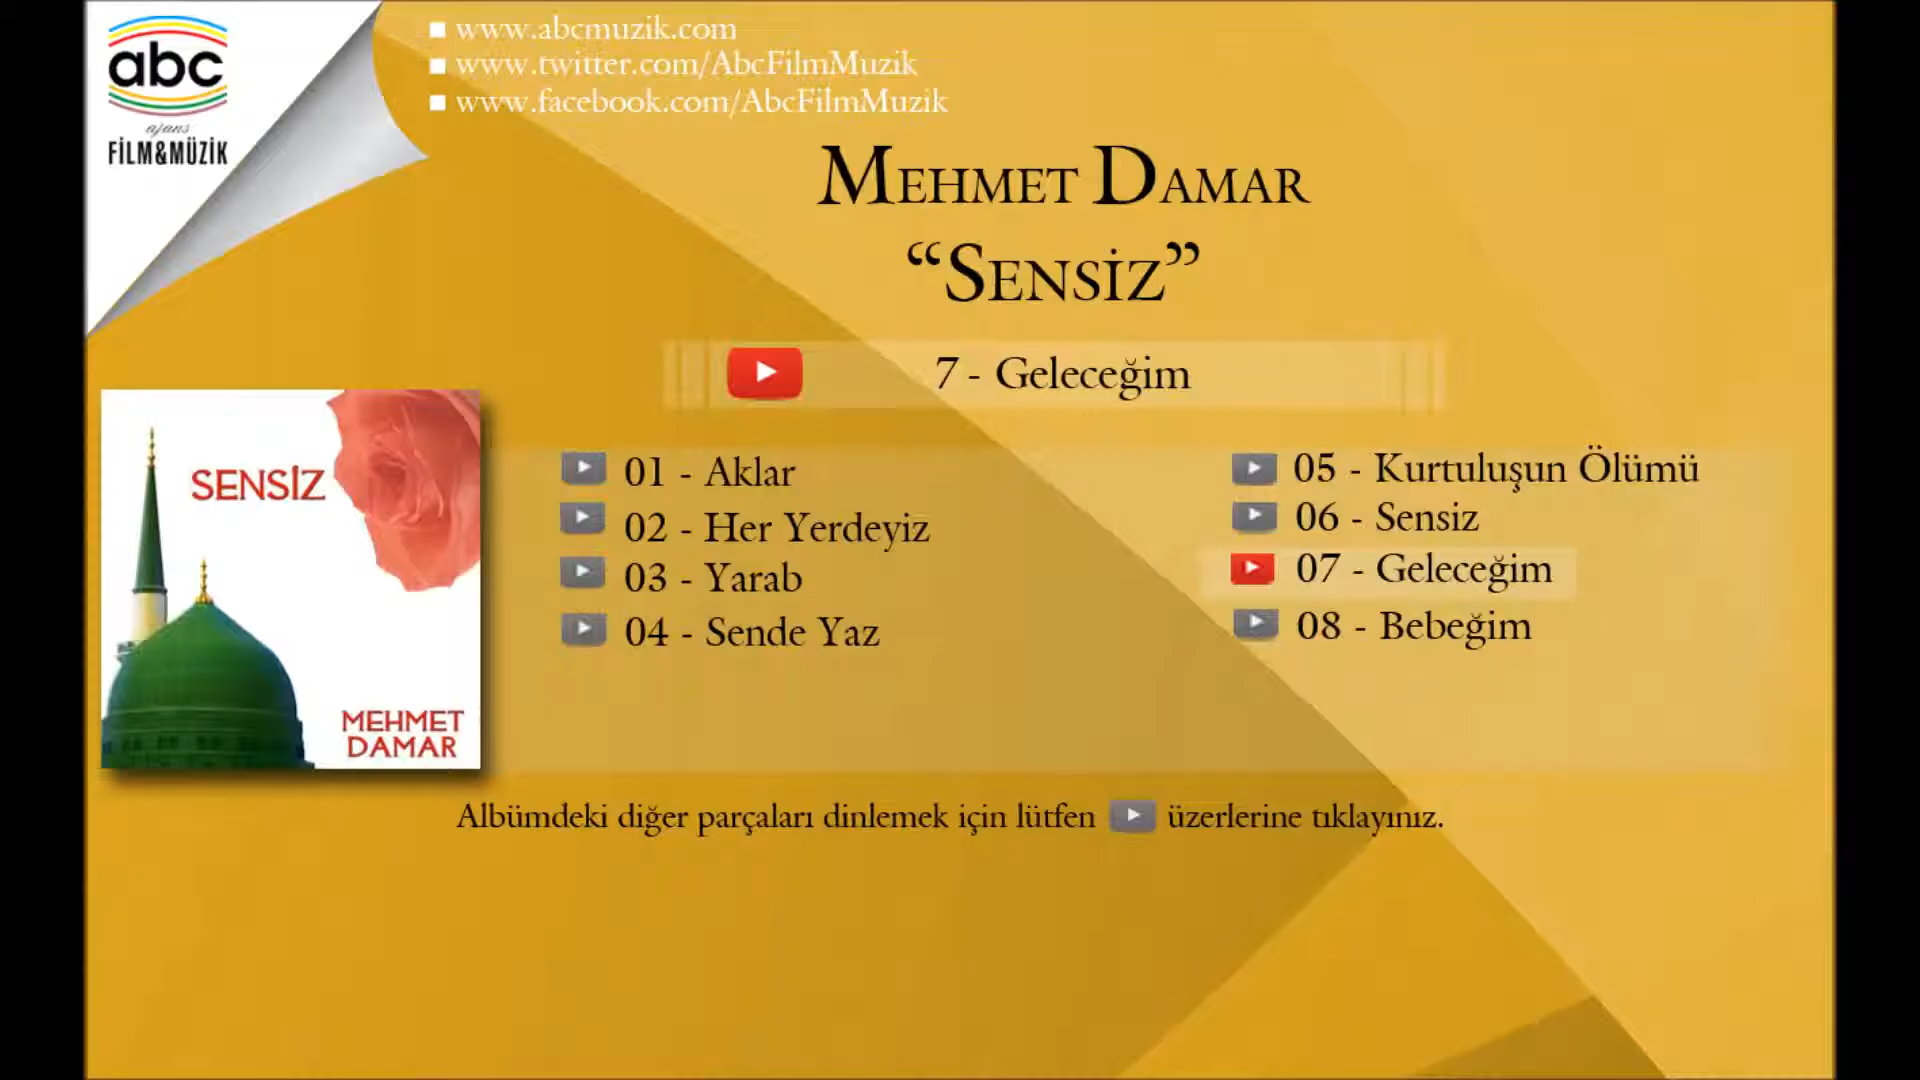 abc
ajans
FİLM&MÜZİK
www.abcmuzik.com
www.twitter.com/AbcFilmMuzik
www.facebook.com/AbcFilmMuzik
MEHMET DAMAR
“SENSİZ”
7 - Geleceğim
SENSİZ
MEHMET
DAMAR
01 - Aklar
02 - Her Yerdeyiz
03 - Yarab
04 - Sende Yaz
05 - Kurtuluşun Ölümü
06 - Sensiz
07 - Geleceğim
08 - Bebeğim
Albümdeki diğer parçaları dinlemek için lütfen üzerlerine tıklayınız.